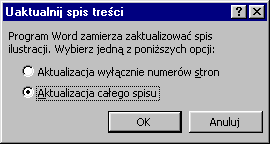 Uaktualnij spis treści
Program Word zamierza zaktualizować spis
ilustracji. Wybierz jedną z poniższych opcji:
Aktualizacja wyłącznie numerów stron
Aktualizacja całego spisu
OK
Anuluj